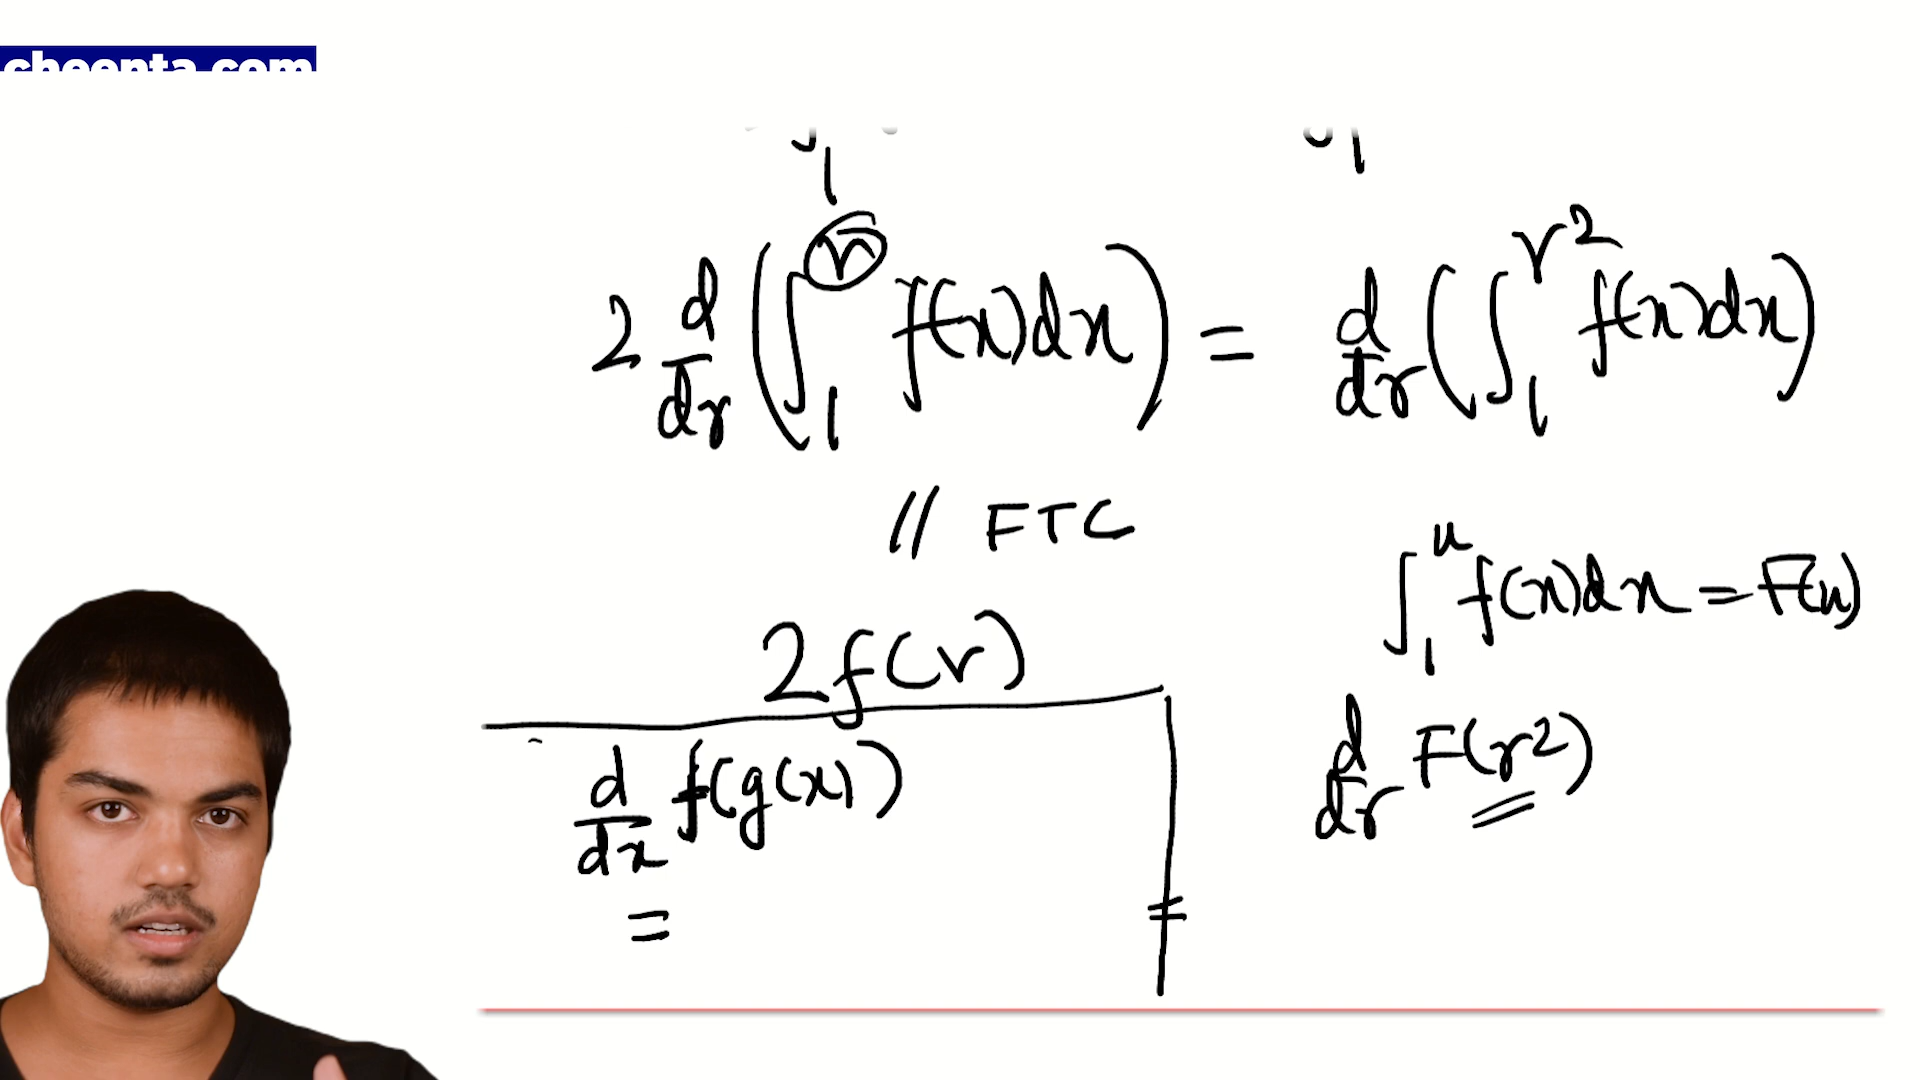 cheenta.com
2 d/dr (∫₁^r f(x)dx) = d/dr (∫₁^{r²} f(x)dx)
// FTC
∫₁^u f(x)dx = F(u)
2f(r)
d/dx f(g(x))
d/dr F(r²)
=
=